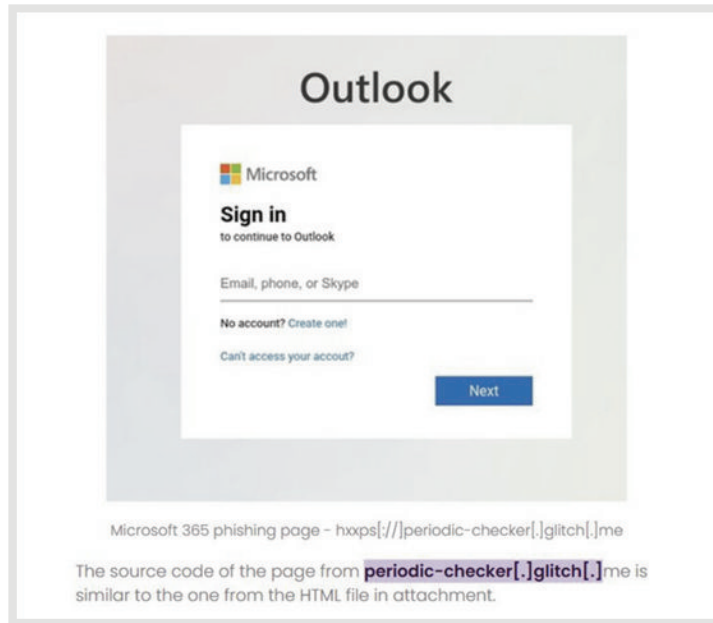 Outlook
Microsoft
Sign in
to continue to Outlook
Email, phone, or Skype
No account? Create one!
Can't access your accout?
Next
Microsoft 365 phishing page - hxxps[://]periodic-checker[.]glitch[.]me
The source code of the page from periodic-checker[.]glitch[.]me is
similar to the one from the HTML file in attachment.